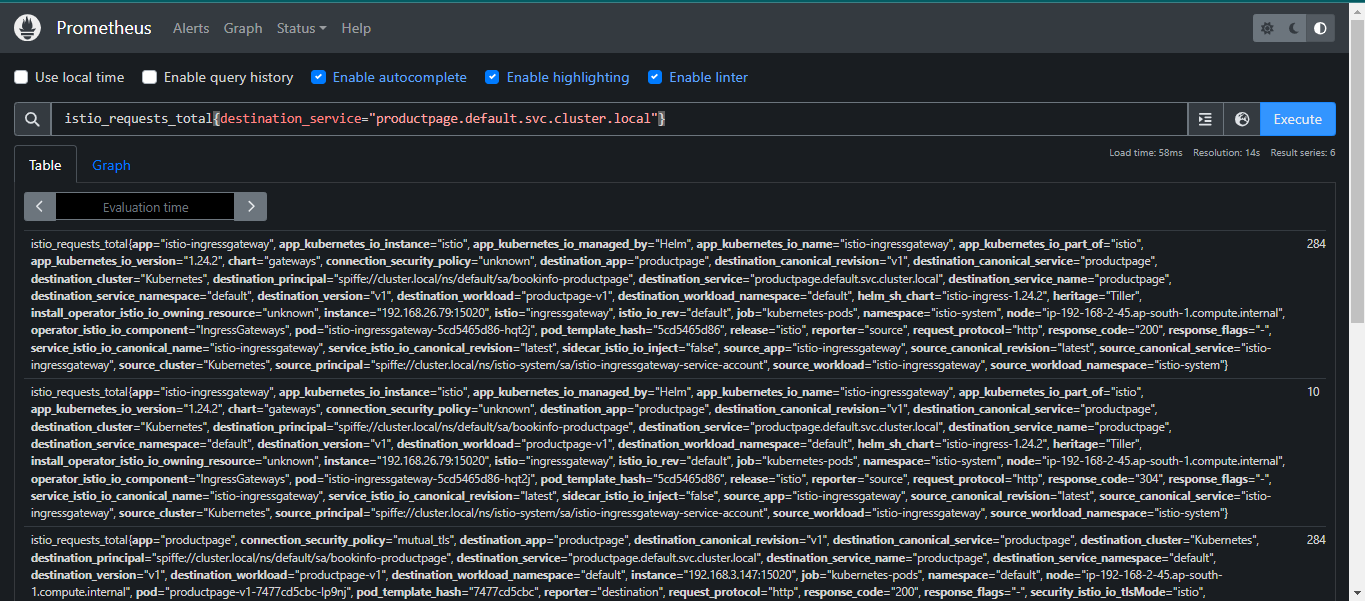 Prometheus Alerts Graph Status Help
Use local time Enable query history Enable autocomplete Enable highlighting Enable linter
istio_requests_total{destination_service="productpage.default.svc.cluster.local"} Execute
Load time: 58ms Resolution: 14s Result series: 6
Table Graph
Evaluation time
istio_requests_total{app="istio-ingressgateway", app_kubernetes_io_instance="istio", app_kubernetes_io_managed_by="Helm", app_kubernetes_io_name="istio-ingressgateway", app_kubernetes_io_part_of="istio", 284
app_kubernetes_io_version="1.24.2", chart="gateways", connection_security_policy="unknown", destination_app="productpage", destination_canonical_revision="v1", destination_canonical_service="productpage",
destination_cluster="Kubernetes", destination_principal="spiffe://cluster.local/ns/default/sa/bookinfo-productpage", destination_service="productpage.default.svc.cluster.local", destination_service_name="productpage",
destination_service_namespace="default", destination_version="v1", destination_workload="productpage-v1", destination_workload_namespace="default", helm_sh_chart="istio-ingress-1.24.2", heritage="Tiller",
install_operator_istio_io_owning_resource="unknown", instance="192.168.26.79:15020", istio="ingressgateway", istio_io_rev="default", job="kubernetes-pods", namespace="istio-system", node="ip-192-168-2-45.ap-south-1.compute.internal",
operator_istio_io_component="IngressGateways", pod="istio-ingressgateway-5cd5465d86-hqt2j", pod_template_hash="5cd5465d86", release="istio", reporter="source", request_protocol="http", response_code="200", response_flags="-",
service_istio_io_canonical_name="istio-ingressgateway", service_istio_io_canonical_revision="latest", sidecar_istio_io_inject="false", source_app="istio-ingressgateway", source_canonical_revision="latest", source_canonical_service="istio-
ingressgateway", source_cluster="Kubernetes", source_principal="spiffe://cluster.local/ns/istio-system/sa/istio-ingressgateway-service-account", source_workload="istio-ingressgateway", source_workload_namespace="istio-system"}
istio_requests_total{app="istio-ingressgateway", app_kubernetes_io_instance="istio", app_kubernetes_io_managed_by="Helm", app_kubernetes_io_name="istio-ingressgateway", app_kubernetes_io_part_of="istio", 10
app_kubernetes_io_version="1.24.2", chart="gateways", connection_security_policy="unknown", destination_app="productpage", destination_canonical_revision="v1", destination_canonical_service="productpage",
destination_cluster="Kubernetes", destination_principal="spiffe://cluster.local/ns/default/sa/bookinfo-productpage", destination_service="productpage.default.svc.cluster.local", destination_service_name="productpage",
destination_service_namespace="default", destination_version="v1", destination_workload="productpage-v1", destination_workload_namespace="default", helm_sh_chart="istio-ingress-1.24.2", heritage="Tiller",
install_operator_istio_io_owning_resource="unknown", instance="192.168.26.79:15020", istio="ingressgateway", istio_io_rev="default", job="kubernetes-pods", namespace="istio-system", node="ip-192-168-2-45.ap-south-1.compute.internal",
operator_istio_io_component="IngressGateways", pod="istio-ingressgateway-5cd5465d86-hqt2j", pod_template_hash="5cd5465d86", release="istio", reporter="source", request_protocol="http", response_code="304", response_flags="-",
service_istio_io_canonical_name="istio-ingressgateway", service_istio_io_canonical_revision="latest", sidecar_istio_io_inject="false", source_app="istio-ingressgateway", source_canonical_revision="latest", source_canonical_service="istio-
ingressgateway", source_cluster="Kubernetes", source_principal="spiffe://cluster.local/ns/istio-system/sa/istio-ingressgateway-service-account", source_workload="istio-ingressgateway", source_workload_namespace="istio-system"}
istio_requests_total{app="productpage", connection_security_policy="mutual_tls", destination_app="productpage", destination_canonical_revision="v1", destination_canonical_service="productpage", destination_cluster="Kubernetes", 284
destination_principal="spiffe://cluster.local/ns/default/sa/bookinfo-productpage", destination_service="productpage.default.svc.cluster.local", destination_service_name="productpage", destination_service_namespace="default",
destination_version="v1", destination_workload="productpage-v1", destination_workload_namespace="default", instance="192.168.3.147:15020", job="kubernetes-pods", namespace="default", node="ip-192-168-2-45.ap-south-
1.compute.internal", pod="productpage-v1-7477cd5cbc-lp9nj", pod_template_hash="7477cd5cbc", reporter="destination", request_protocol="http", response_code="200", response_flags="-", security_istio_io_tlsMode="istio",